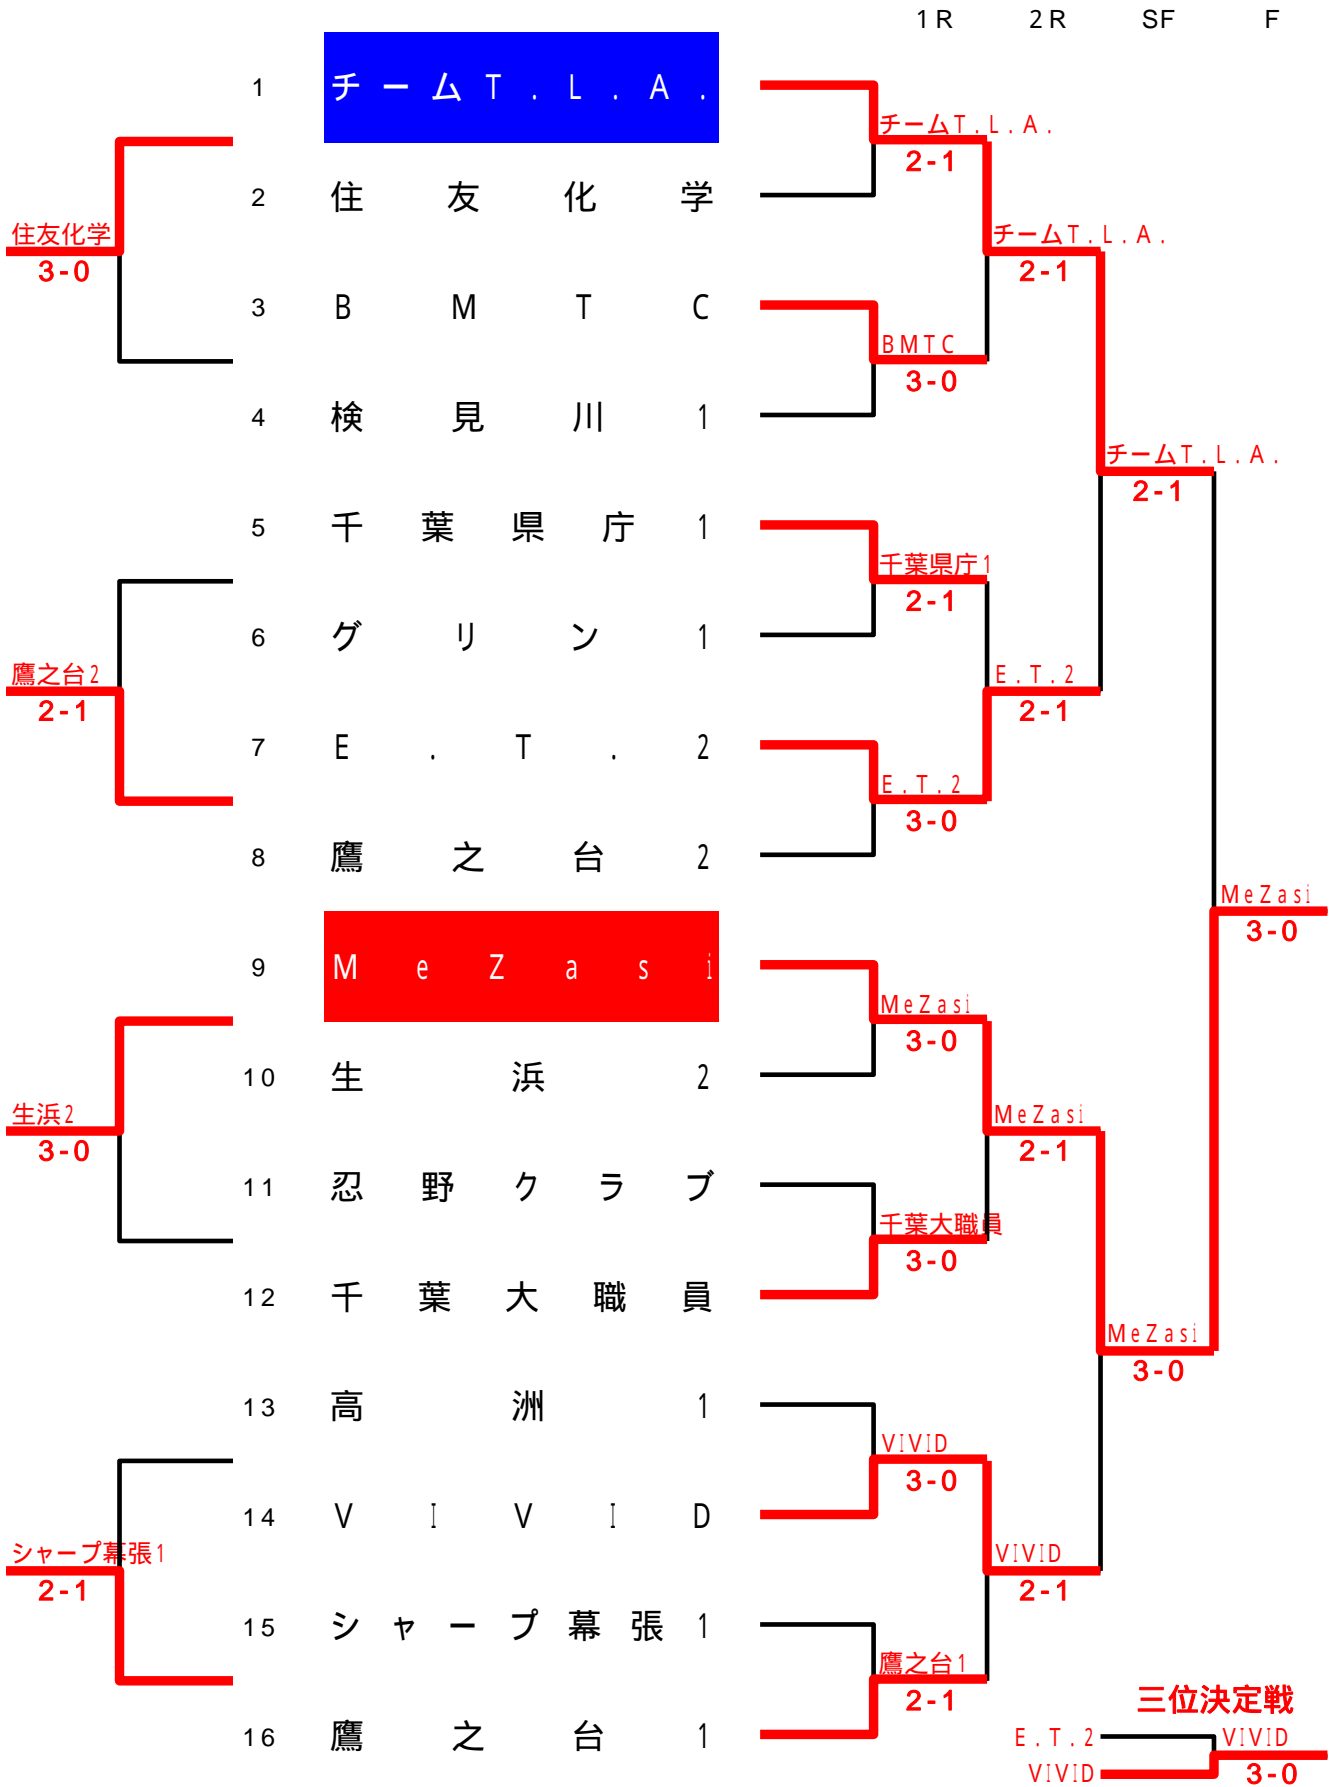 1R 2R SF F
1 チームT.L.A.
チームT.L.A.
2-1
2 住友化学
住友化学
3-0
チームT.L.A.
2-1
3 BMTC
BMTC
3-0
4 検見川1
チームT.L.A.
2-1
5 千葉県庁1
千葉県庁1
2-1
6 グリン1
鷹之台2
2-1
E.T.2
2-1
7 E.T.2
E.T.2
3-0
8 鷹之台2
MeZasi
3-0
9 MeZasi
MeZasi
3-0
10 生浜2
生浜2
3-0
MeZasi
2-1
11 忍野クラブ
千葉大職員
3-0
12 千葉大職員
MeZasi
3-0
13 高洲1
VIVID
3-0
14 VIVID
シャープ幕張1
2-1
VIVID
2-1
15 シャープ幕張1
鷹之台1
2-1
16 鷹之台1
三位決定戦
E.T.2
VIVID
VIVID
3-0